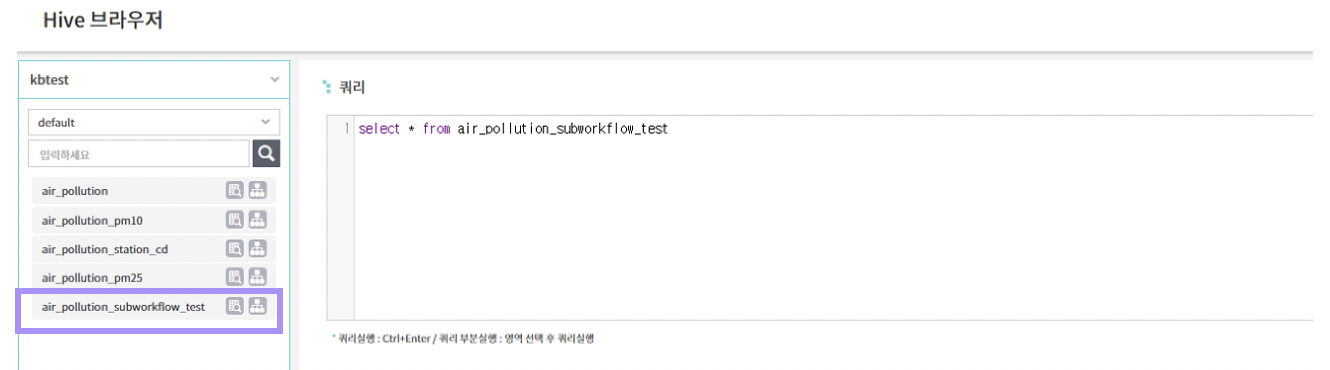 Hive 브라우저
kbtest
default
입력하세요
air_pollution
air_pollution_pm10
air_pollution_station_cd
air_pollution_pm25
air_pollution_subworkflow_test
쿼리
1 select * from air_pollution_subworkflow_test
* 쿼리실행 : Ctrl+Enter / 쿼리 부분실행 : 영역 선택 후 쿼리실행